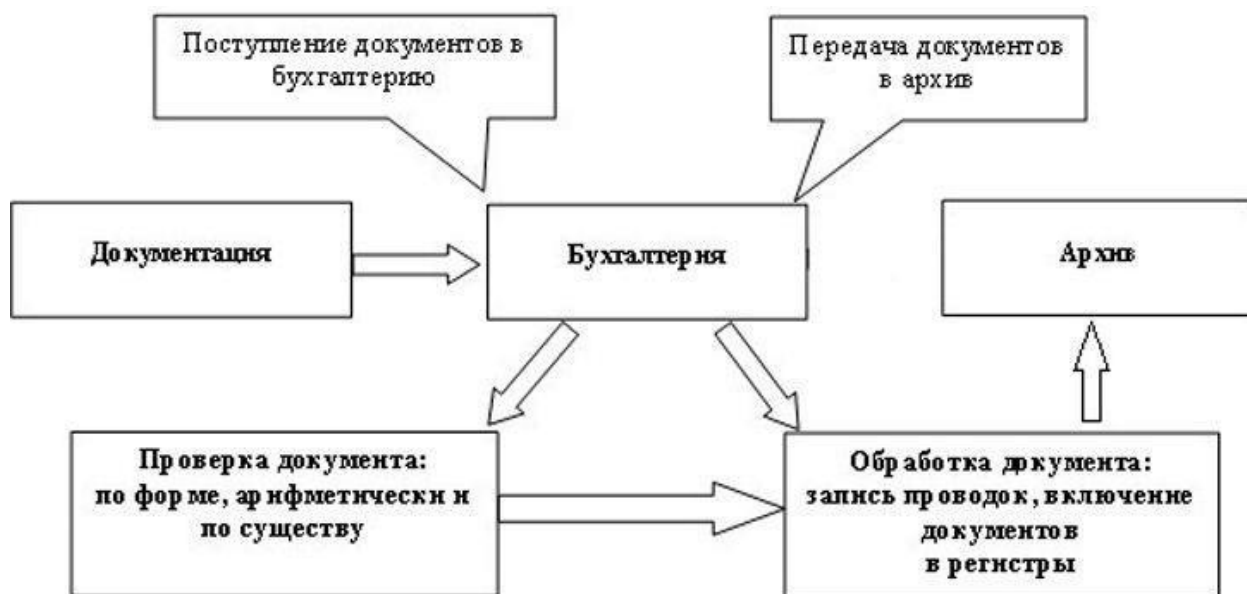 Поступление документов в
бухгалтерию
Передача документов
в архив
Документация
Бухгалтерия
Архив
Проверка документа:
по форме, арифметически и
по существу
Обработка документа:
запись проводок, включение
документов
в регистры